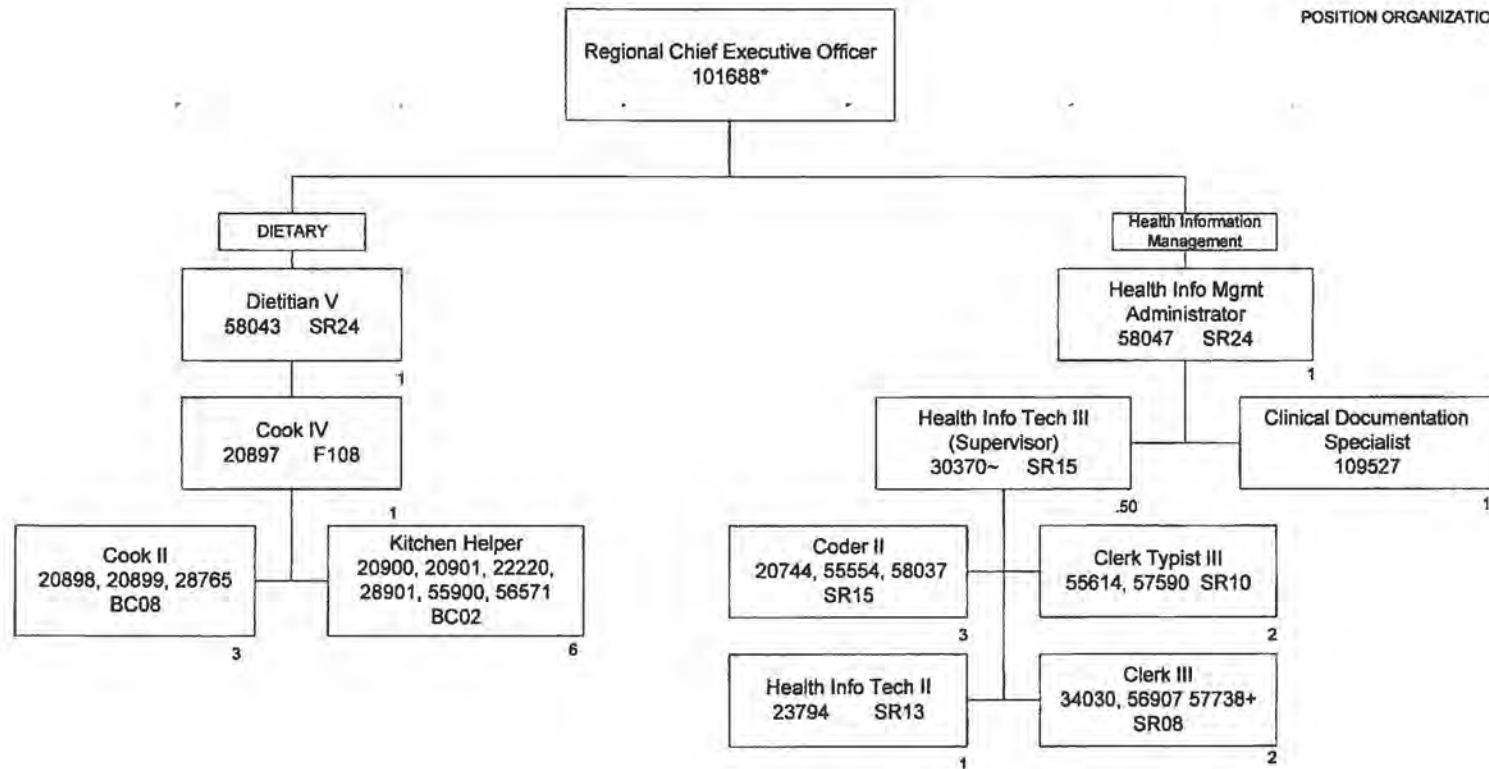 POSITION ORGANIZATIO
Regional Chief Executive Officer
101688*
DIETARY
Health Information
Management
Dietitian V
58043 SR24
1
Health Info Mgmt
Administrator
58047 SR24
1
Cook IV
20897 F108
1
Health Info Tech III
(Supervisor)
30370~ SR15
.50
Clinical Documentation
Specialist
109527
1
Cook II
20898, 20899, 28765
BC08
3
Kitchen Helper
20900, 20901, 22220,
28901, 55900, 56571
BC02
6
Coder II
20744, 55554, 58037
SR15
3
Clerk Typist III
55614, 57590 SR10
2
Health Info Tech II
23794 SR13
1
Clerk III
34030, 56907 57738+
SR08
2